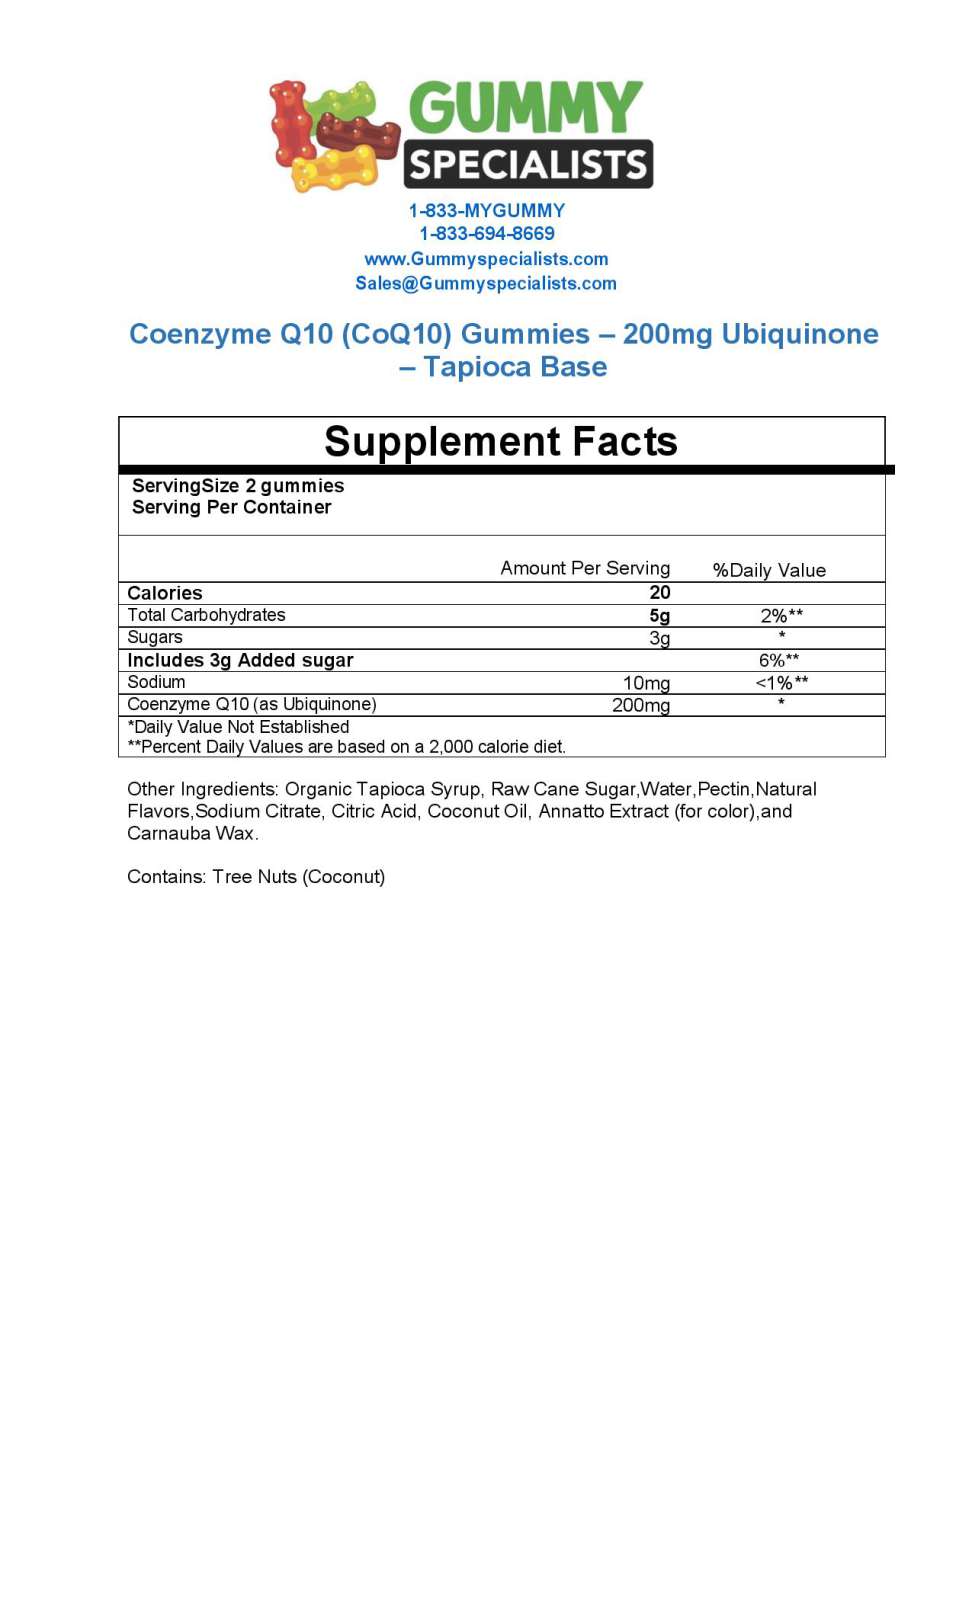 GUMMY
SPECIALISTS
1-833-MYGUMMY
1-833-694-8669
www.Gummyspecialists.com
Sales@Gummyspecialists.com
Coenzyme Q10 (CoQ10) Gummies – 200mg Ubiquinone
– Tapioca Base
Supplement Facts
ServingSize 2 gummies
Serving Per Container
Amount Per Serving %Daily Value
Calories 20
Total Carbohydrates 5g 2%**
Sugars 3g *
Includes 3g Added sugar 6%**
Sodium 10mg <1%**
Coenzyme Q10 (as Ubiquinone) 200mg *
*Daily Value Not Established
**Percent Daily Values are based on a 2,000 calorie diet.
Other Ingredients: Organic Tapioca Syrup, Raw Cane Sugar,Water,Pectin,Natural
Flavors,Sodium Citrate, Citric Acid, Coconut Oil, Annatto Extract (for color),and
Carnauba Wax.
Contains: Tree Nuts (Coconut)